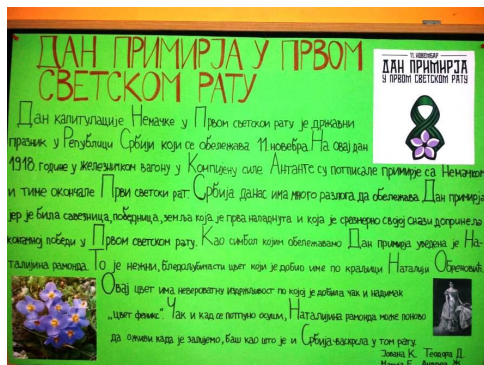 ДАН ПРИМИРЈА У ПРВОМ
СВЕТСКОМ РАТУ
11. НОВЕМБАР
ДАН ПРИМИРЈА
У ПРВОМ СВЕТСКОМ РАТУ
Дан капитулације Немачке у Првом светском рату је државни
празник у Републици Србији који се обележава 11. новебра. На овај дан
1918. године у железничком вагону у Компијену силе Антанте су потписале примирје са Немачком
и тиме окончале Први светски рат. Србија данас има много разлога да обележава Дан примирја
јер је била савезница, победница, земља која је прва нападнута и која је сразмерно својој снази допринела
коначној победи у Првом светском рату. Као симбол којим обележавамо Дан примирја уведена је На-
талијина рамонда. То је нежни, бледољубичасти цвет који је добио име по краљици Наталији Обреновић.
Овај цвет има невероватну издржљивост по којој је добила чак и надимак
„цвет феникс". Чак и кад се потпуно осуши, Наталијина рамонда може поново
да оживи када је залијемо, баш као што је и Србија васкрсла у том рату.
Јована К. Теодора Д.